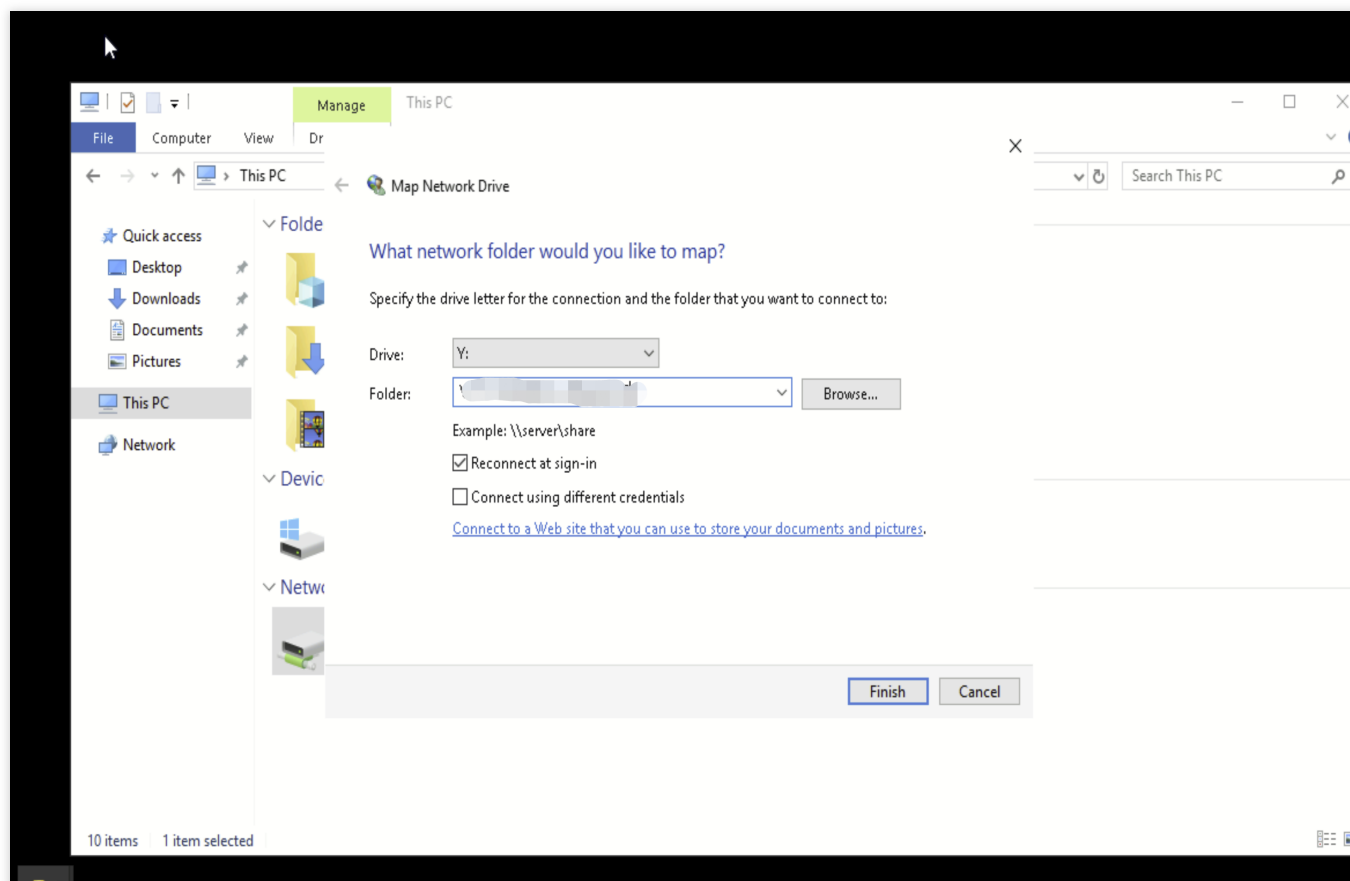 Manage This PC
File Computer View Dr
This PC
Search This PC
Quick access
Desktop
Downloads
Documents
Pictures
This PC
Network
Folde
Devic
Netwo
Map Network Drive
What network folder would you like to map?
Specify the drive letter for the connection and the folder that you want to connect to:
Drive: Y:
Folder: Browse...
Example: \\server\share
Reconnect at sign-in
Connect using different credentials
Connect to a Web site that you can use to store your documents and pictures.
Finish Cancel
10 items 1 item selected